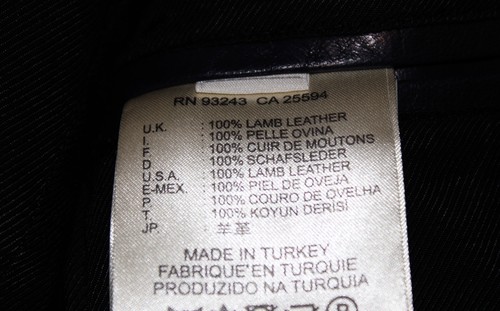 RN 93243 CA 25594
U.K. : 100% LAMB LEATHER
I. : 100% PELLE OVINA
F. : 100% CUIR DE MOUTONS
D : 100% SCHAFSLEDER
U.S.A. : 100% LAMB LEATHER
E-MEX. : 100% PIEL DE OVEJA
P. : 100% COURO DE OVELHA
T. : 100% KOYUN DERİSİ
JP. : 羊革
MADE IN TURKEY
FABRIQUE'EN TURQUIE
PRODUZIDO NA TURQUIA
P